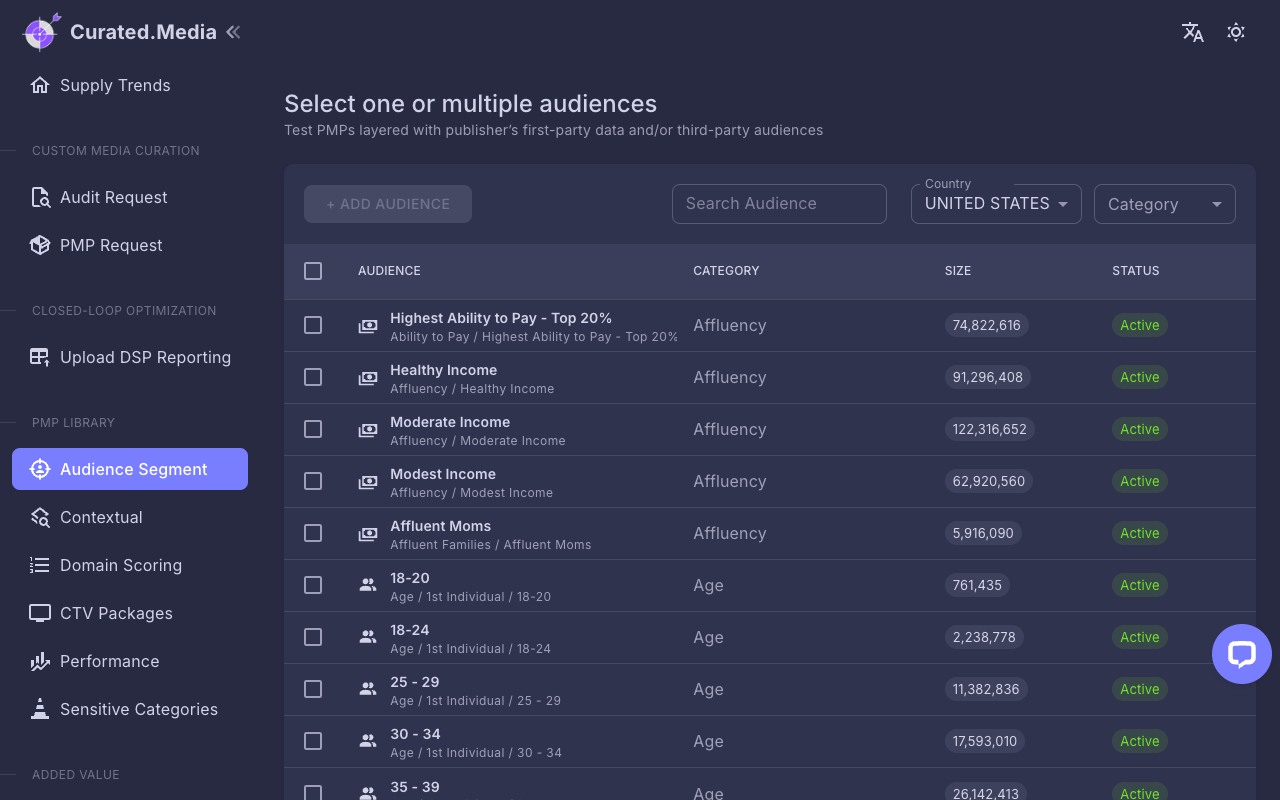 Curated.Media
Supply Trends
CUSTOM MEDIA CURATION
Audit Request
PMP Request
CLOSED-LOOP OPTIMIZATION
Upload DSP Reporting
PMP LIBRARY
Audience Segment
Contextual
Domain Scoring
CTV Packages
Performance
Sensitive Categories
ADDED VALUE
Select one or multiple audiences
Test PMPs layered with publisher’s first-party data and/or third-party audiences
+ ADD AUDIENCE
Search Audience
Country
UNITED STATES
Category
AUDIENCE CATEGORY SIZE STATUS
Highest Ability to Pay - Top 20%
Ability to Pay / Highest Ability to Pay - Top 20%
Affluency 74,822,616 Active
Healthy Income
Affluency / Healthy Income
Affluency 91,296,408 Active
Moderate Income
Affluency / Moderate Income
Affluency 122,316,652 Active
Modest Income
Affluency / Modest Income
Affluency 62,920,560 Active
Affluent Moms
Affluent Families / Affluent Moms
Affluency 5,916,090 Active
18-20
Age / 1st Individual / 18-20
Age 761,435 Active
18-24
Age / 1st Individual / 18-24
Age 2,238,778 Active
25 - 29
Age / 1st Individual / 25 - 29
Age 11,382,836 Active
30 - 34
Age / 1st Individual / 30 - 34
Age 17,593,010 Active
35 - 39
Age 26,142,413 Active